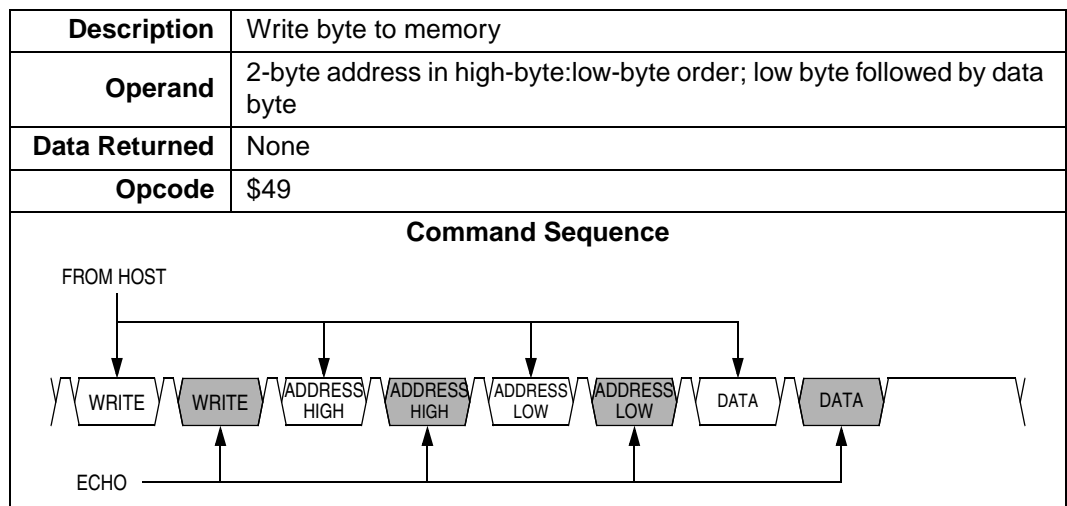 Description Write byte to memory
Operand 2-byte address in high-byte:low-byte order; low byte followed by data
byte
Data Returned None
Opcode $49
Command Sequence
FROM HOST
WRITE WRITE ADDRESS HIGH ADDRESS HIGH ADDRESS LOW ADDRESS LOW DATA DATA
ECHO